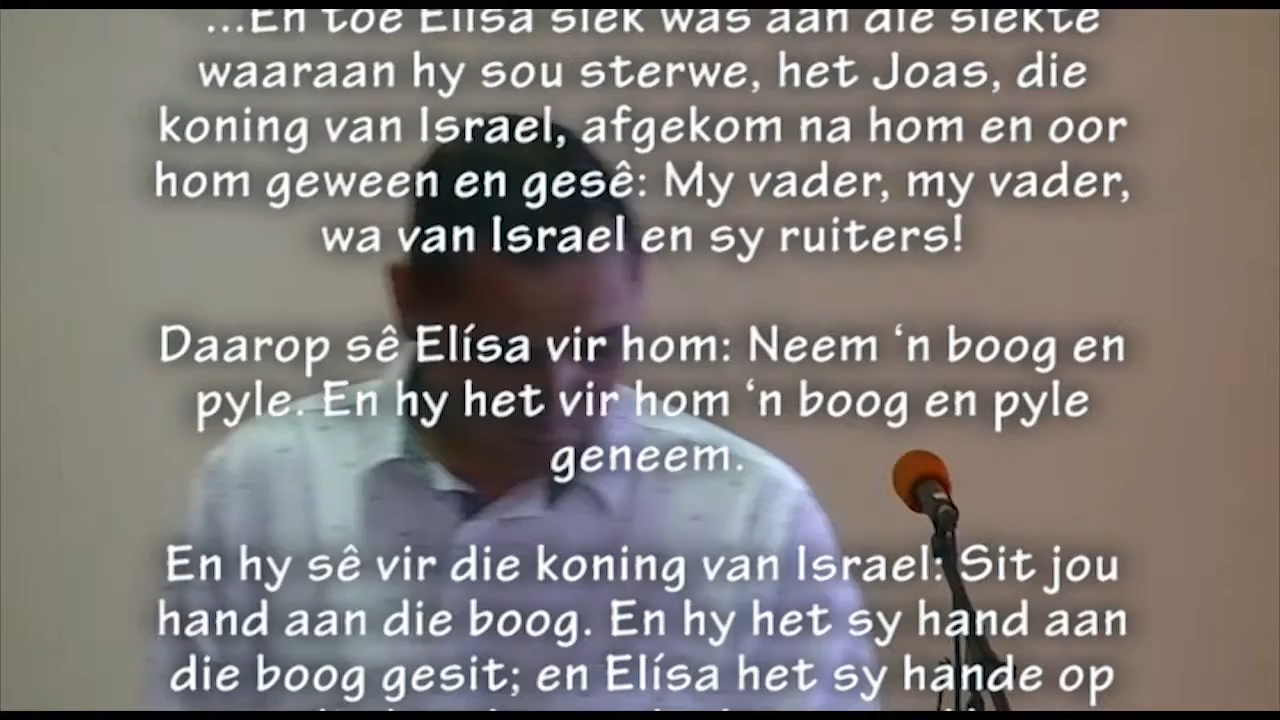 ...En toe Elísa siek was aan die siekte
waaraan hy sou sterwe, het Joas, die
koning van Israel, afgekom na hom en oor
hom geween en gesê: My vader, my vader,
wa van Israel en sy ruiters!
Daarop sê Elísa vir hom: Neem ‘n boog en
pyle. En hy het vir hom ‘n boog en pyle
geneem.
En hy sê vir die koning van Israel: Sit jou
hand aan die boog. En hy het sy hand aan
die boog gesit; en Elísa het sy hande op